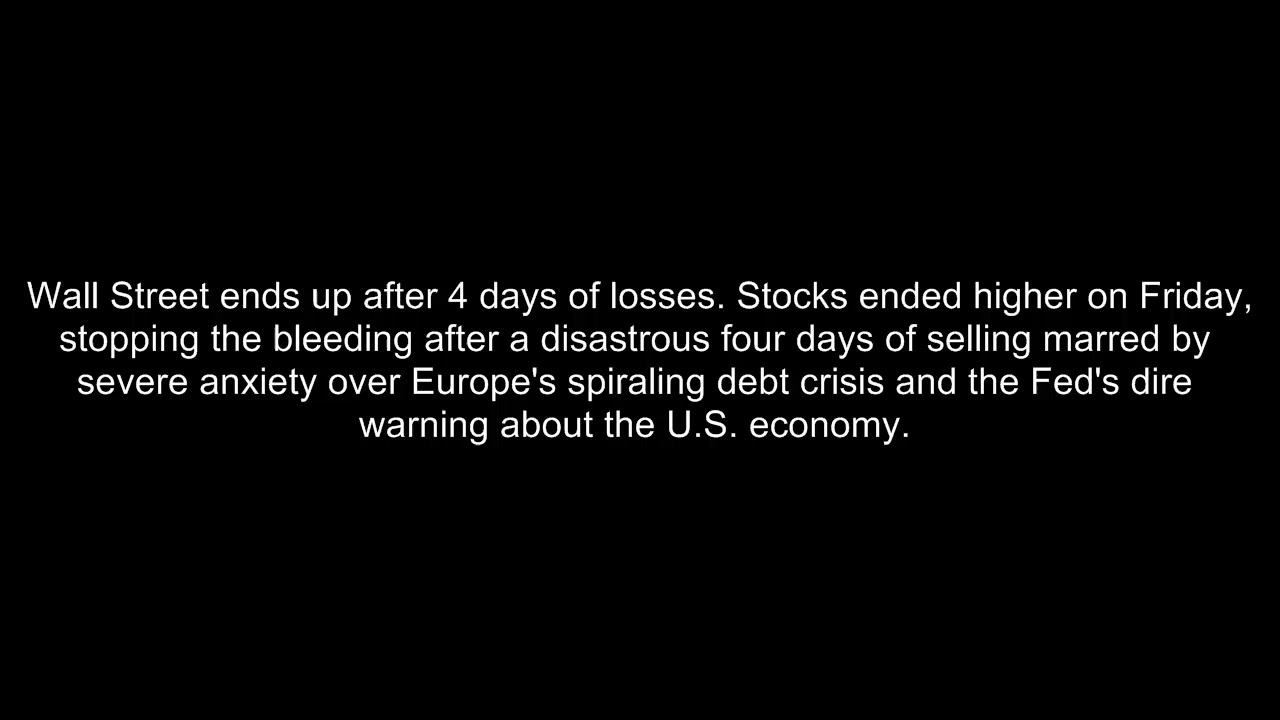 Wall Street ends up after 4 days of losses. Stocks ended higher on Friday,
stopping the bleeding after a disastrous four days of selling marred by
severe anxiety over Europe's spiraling debt crisis and the Fed's dire
warning about the U.S. economy.